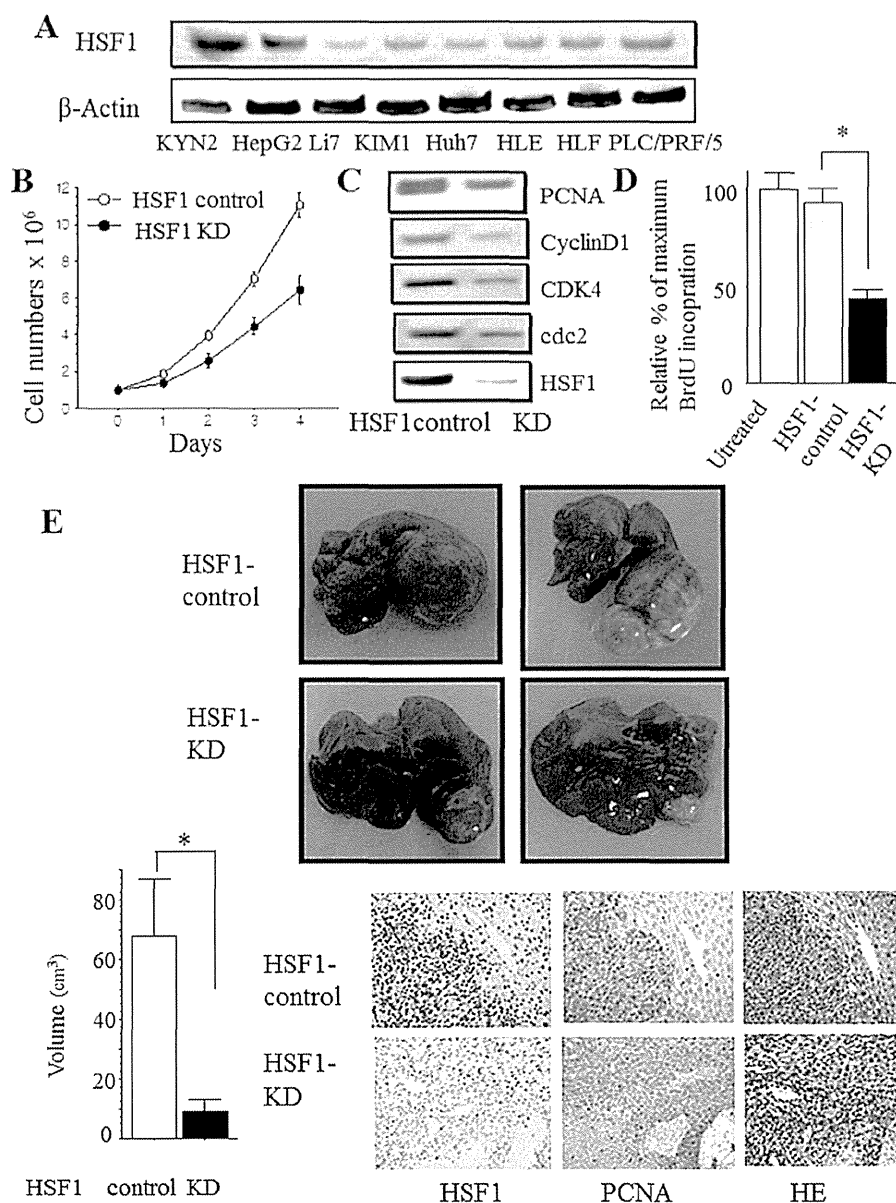 A
HSF1
β-Actin
KYN2 HepG2 Li7 KIM1 Huh7 HLE HLF PLC/PRF/5
B
HSF1 control
HSF1 KD
Cell numbers x 10⁶
12
10
8
6
4
2
0
0 1 2 3 4
Days
C
PCNA
CyclinD1
CDK4
cdc2
HSF1
HSF1control KD
D
*
Relative % of maximum
BrdU incopration
100
50
0
Utreated
HSF1-
control
HSF1-
KD
E
HSF1-
control
HSF1-
KD
*
Volume (cm³)
80
60
40
20
0
HSF1 control KD
HSF1-
control
HSF1-
KD
HSF1 PCNA HE